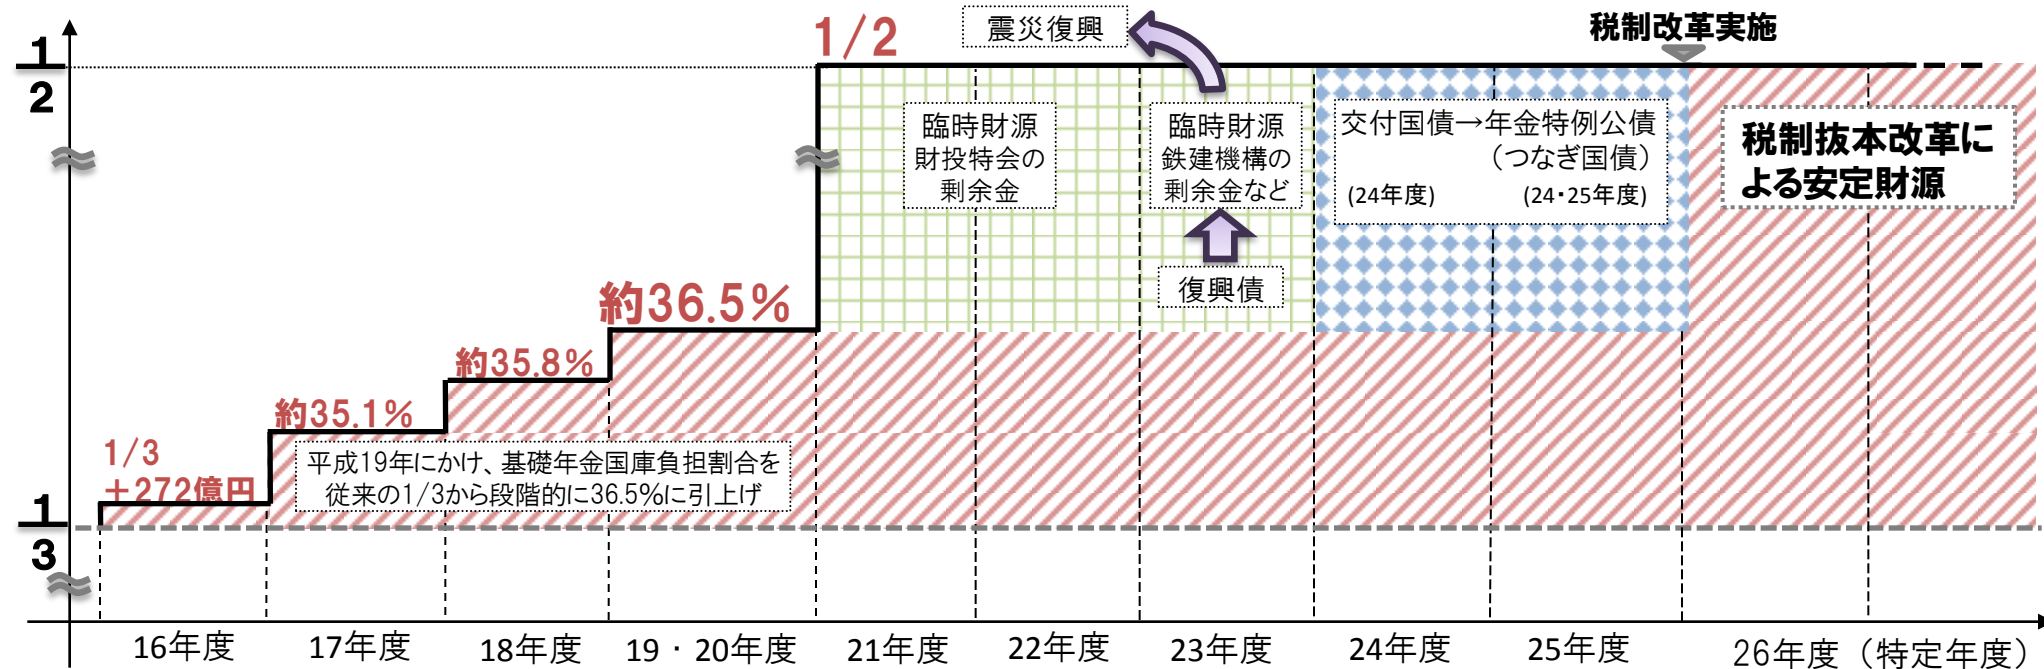 1
2
1/2
震災復興
税制改革実施
臨時財源
財投特会の
剰余金
臨時財源
鉄建機構の
剰余金など
復興債
交付国債→年金特例公債
（つなぎ国債）
(24年度)
(24・25年度)
税制抜本改革に
よる安定財源
約36.5%
約35.8%
約35.1%
1/3
＋272億円
平成19年にかけ、基礎年金国庫負担割合を
従来の1/3から段階的に36.5%に引上げ
1
3
16年度
17年度
18年度
19・20年度
21年度
22年度
23年度
24年度
25年度
26年度（特定年度）